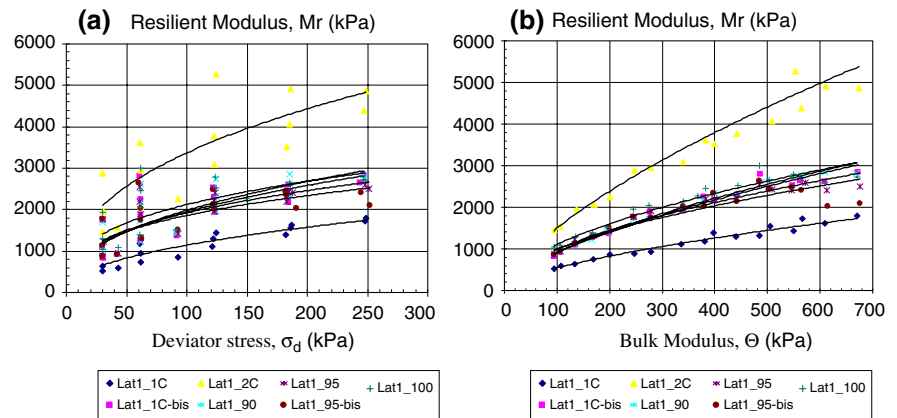 (a) Resilient Modulus, Mr (kPa)
6000
5000
4000
3000
2000
1000
0
0 50 100 150 200 250 300
Deviator stress, σd (kPa)
Lat1_1C Lat1_2C Lat1_95 Lat1_100
Lat1_1C-bis Lat1_90 Lat1_95-bis
(b) Resilient Modulus, Mr (kPa)
6000
5000
4000
3000
2000
1000
0
0 100 200 300 400 500 600 700
Bulk Modulus, Θ (kPa)
Lat1_1C Lat1_2C Lat1_95 Lat1_100
Lat1_1C-bis Lat1_90 Lat1_95-bis